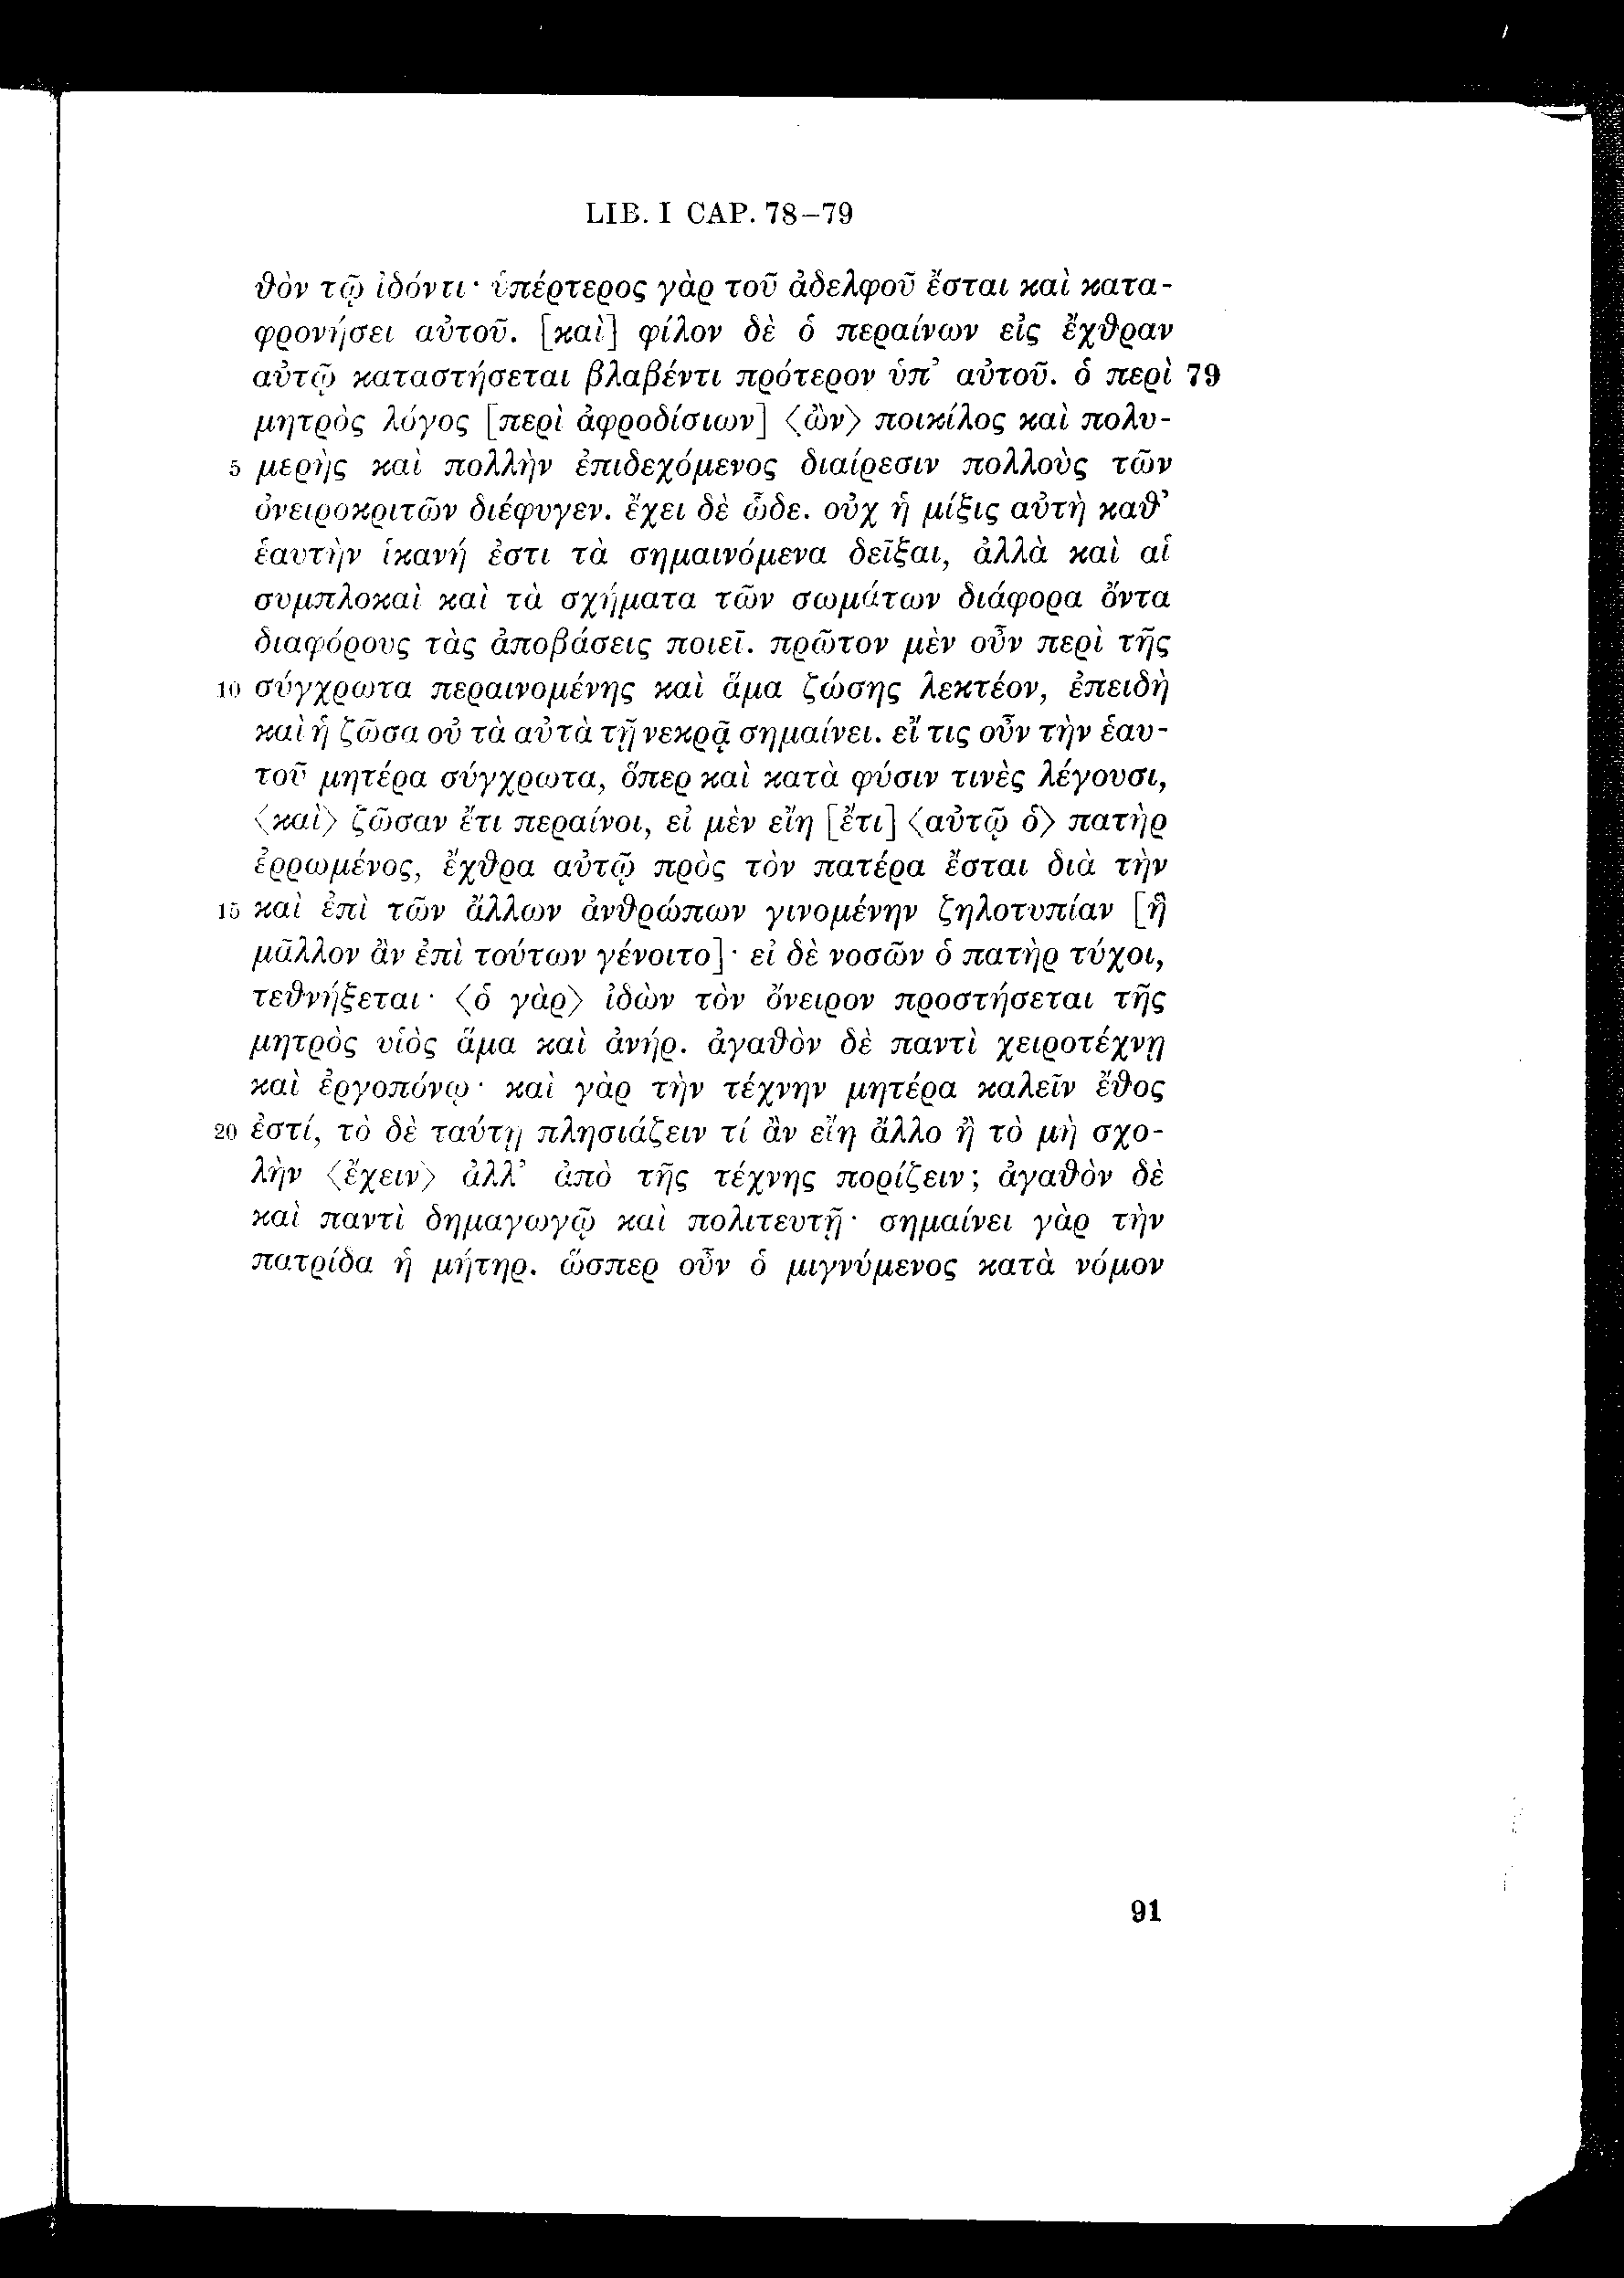 LIB. I CAP. 78–79
θὸν τῷ ἰδόντι· ὑπέρτερος γὰρ τοῦ ἀδελφοῦ ἔσται καὶ κατα-
φρονήσει αὐτοῦ. [καὶ] φίλον δὲ ὁ περαίνων εἰς ἔχθραν
αὐτῷ καταστήσεται βλαβέντι πρότερον ὑπ’ αὐτοῦ. ὁ περὶ 79
μητρὸς λόγος [περὶ ἀφροδίσιων] ⟨ὢν⟩ ποικίλος καὶ πολυ-
5 μερὴς καὶ πολλὴν ἐπιδεχόμενος διαίρεσιν πολλοὺς τῶν
ὀνειροκριτῶν διέφυγεν. ἔχει δὲ ὧδε. οὐχ ἡ μίξις αὐτὴ καθ’
ἑαυτὴν ἱκανή ἐστι τὰ σημαινόμενα δεῖξαι, ἀλλὰ καὶ αἱ
συμπλοκαὶ καὶ τὰ σχήματα τῶν σωμάτων διάφορα ὄντα
διαφόρους τὰς ἀποβάσεις ποιεῖ. πρῶτον μὲν οὖν περὶ τῆς
10 σύγχρωτα περαινομένης καὶ ἅμα ζώσης λεκτέον, ἐπειδὴ
καὶ ἡ ζῶσα οὐ τὰ αὐτὰ τῇ νεκρᾷ σημαίνει. εἴ τις οὖν τὴν ἑαυ-
τοῦ μητέρα σύγχρωτα, ὅπερ καὶ κατὰ φύσιν τινὲς λέγουσι,
⟨καὶ⟩ ζῶσαν ἔτι περαίνοι, εἰ μὲν εἴη [ἔτι] ⟨αὐτῷ ὁ⟩ πατὴρ
ἐρρωμένος, ἔχθρα αὐτῷ πρὸς τὸν πατέρα ἔσται διὰ τὴν
15 καὶ ἐπὶ τῶν ἄλλων ἀνθρώπων γινομένην ζηλοτυπίαν [ἣ
μᾶλλον ἂν ἐπὶ τούτων γένοιτο]· εἰ δὲ νοσῶν ὁ πατὴρ τύχοι,
τεθνήξεται· ⟨ὁ γὰρ⟩ ἰδὼν τὸν ὄνειρον προστήσεται τῆς
μητρὸς υἱὸς ἅμα καὶ ἀνήρ. ἀγαθὸν δὲ παντὶ χειροτέχνῃ
καὶ ἐργοπόνῳ· καὶ γὰρ τὴν τέχνην μητέρα καλεῖν ἔθος
20 ἐστί, τὸ δὲ ταύτῃ πλησιάζειν τί ἂν εἴη ἄλλο ἢ τὸ μὴ σχο-
λὴν ⟨ἔχειν⟩ ἀλλ’ ἀπὸ τῆς τέχνης πορίζειν; ἀγαθὸν δὲ
καὶ παντὶ δημαγωγῷ καὶ πολιτευτῇ· σημαίνει γὰρ τὴν
πατρίδα ἡ μήτηρ. ὥσπερ οὖν ὁ μιγνύμενος κατὰ νόμον
91